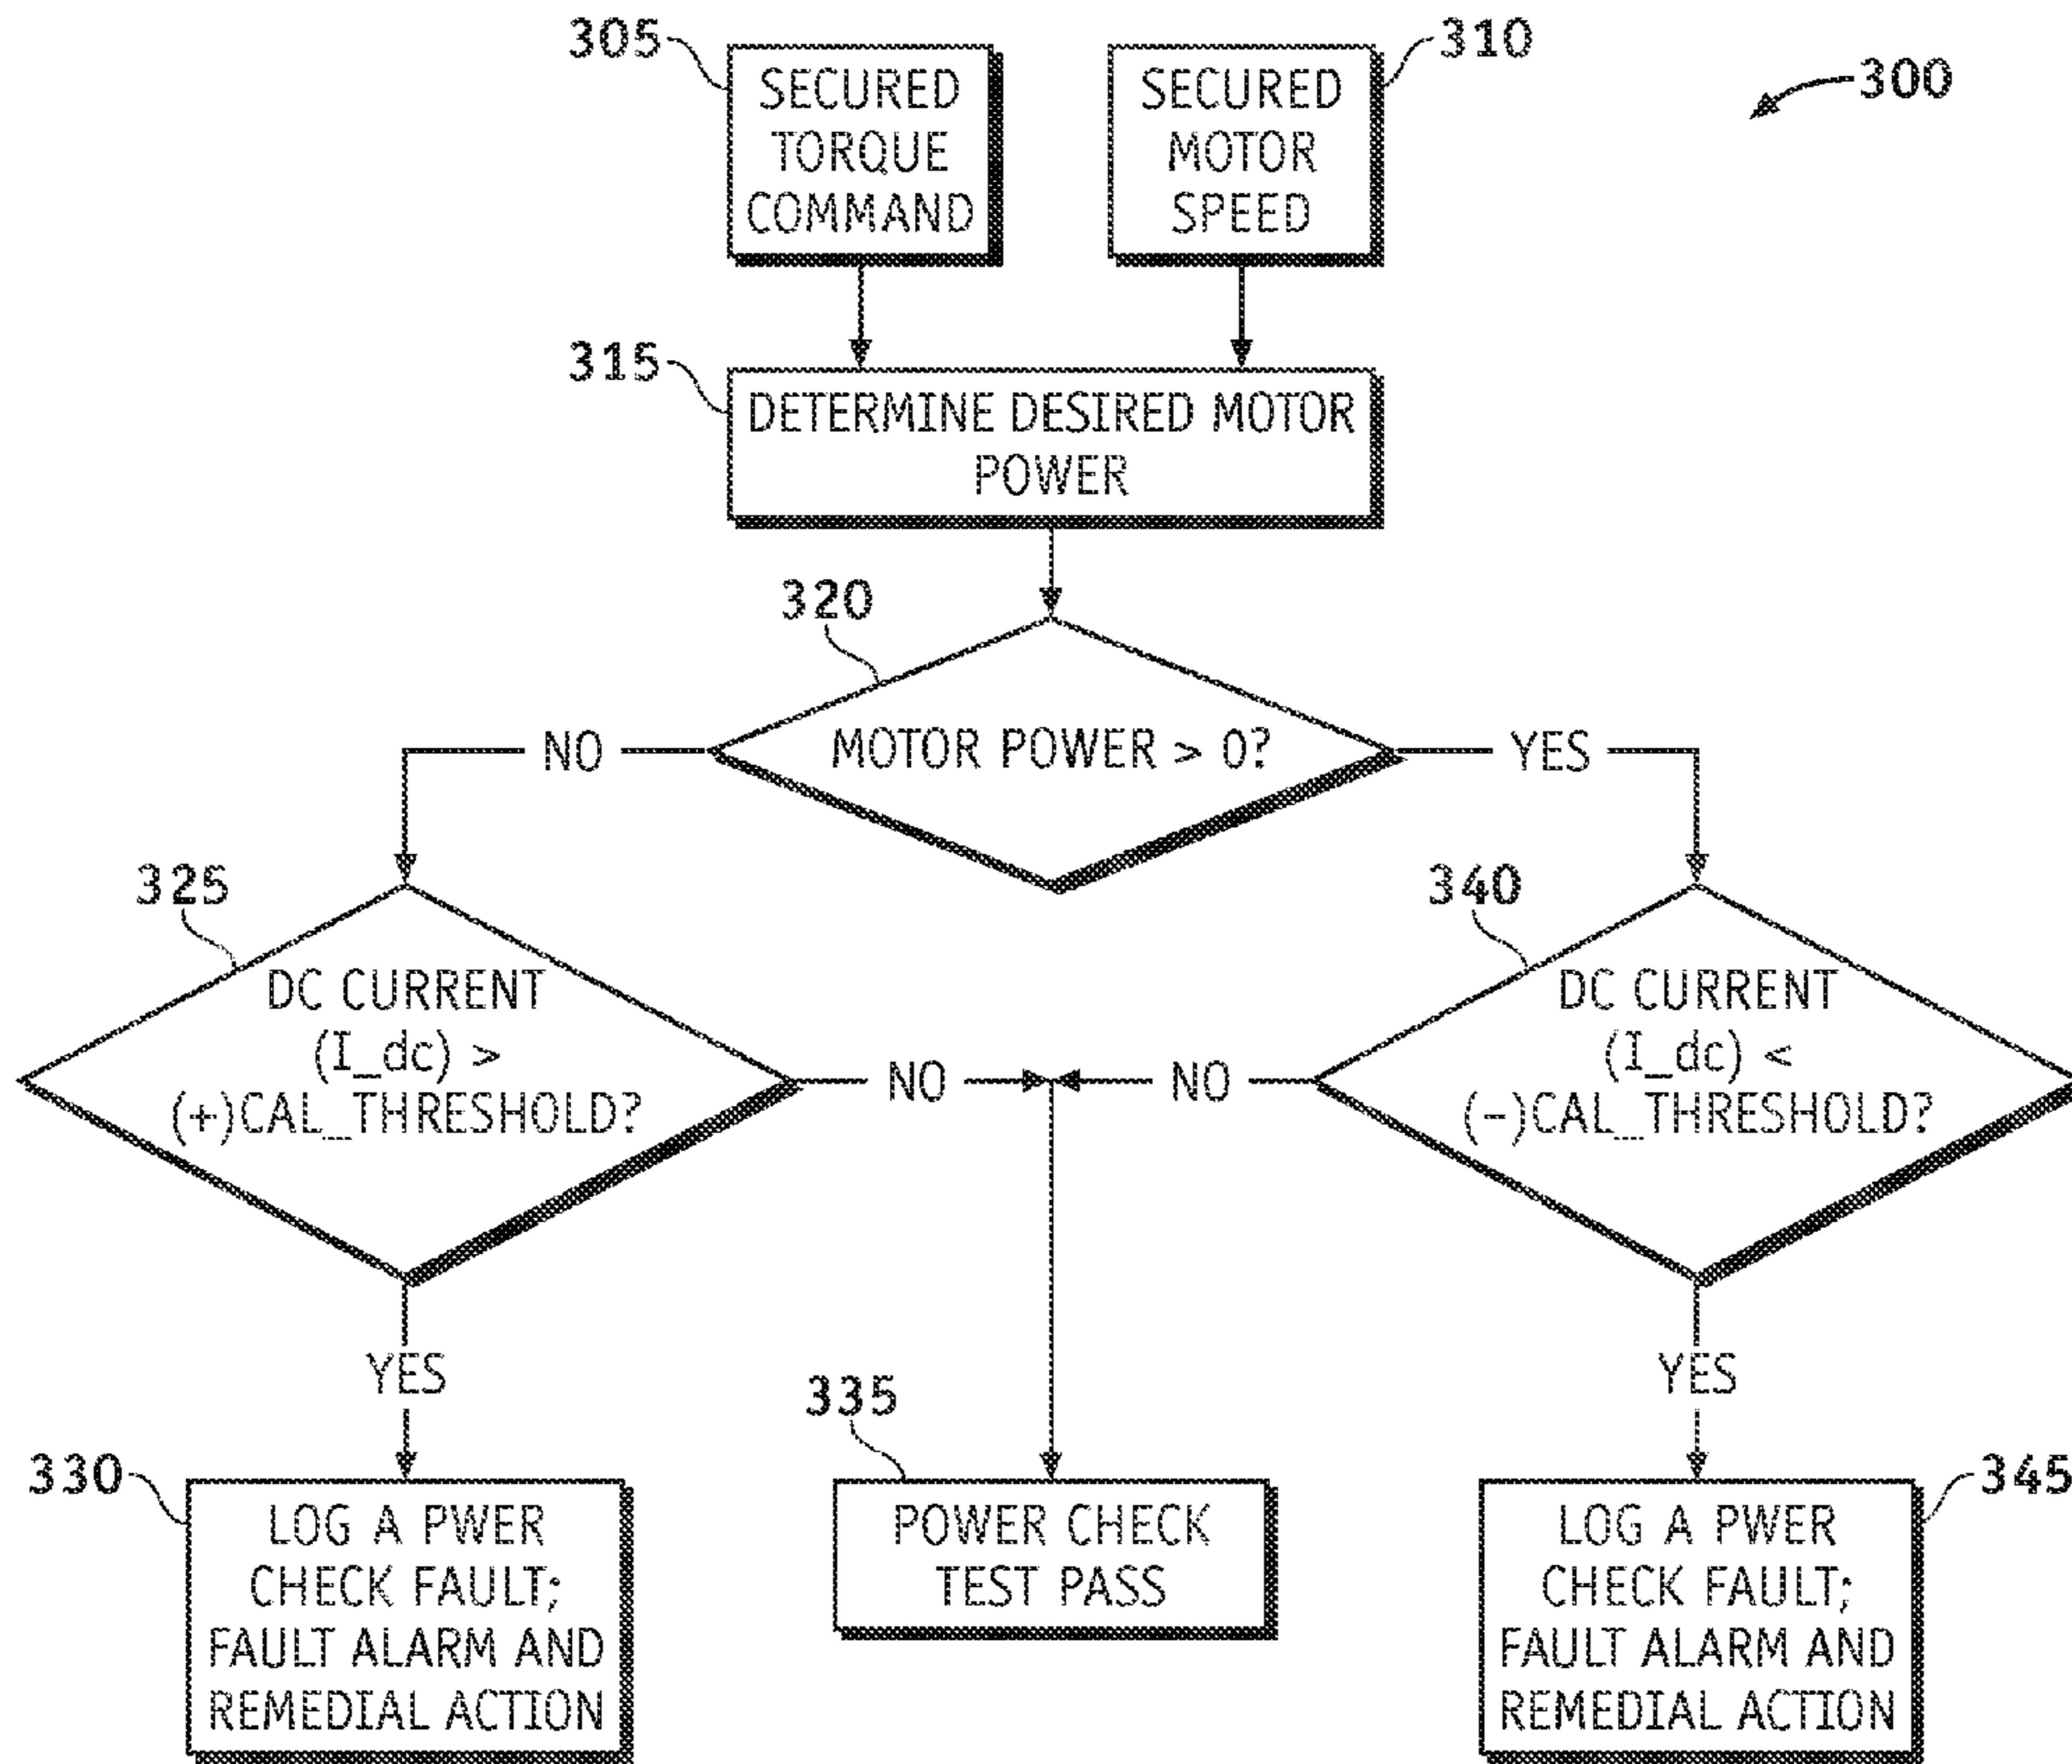 305
SECURED
TORQUE
COMMAND
310
SECURED
MOTOR
SPEED
300
315
DETERMINE DESIRED MOTOR
POWER
320
MOTOR POWER > 0?
NO
YES
325
DC CURRENT
(I_dc) >
(+)CAL_THRESHOLD?
NO
340
DC CURRENT
(I_dc) <
(-)CAL_THRESHOLD?
NO
YES
YES
330
LOG A PWER
CHECK FAULT;
FAULT ALARM AND
REMEDIAL ACTION
335
POWER CHECK
TEST PASS
345
LOG A PWER
CHECK FAULT;
FAULT ALARM AND
REMEDIAL ACTION